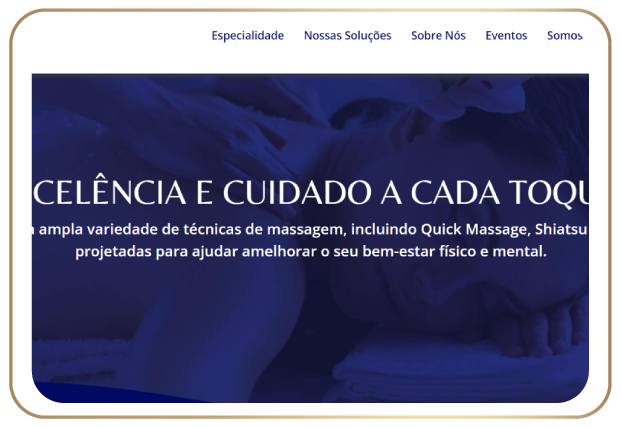 Especialidade Nossas Soluções Sobre Nós Eventos Somos
CELÊNCIA E CUIDADO A CADA TOQU
ampla variedade de técnicas de massagem, incluindo Quick Massage, Shiatsu
projetadas para ajudar amelhorar o seu bem-estar físico e mental.